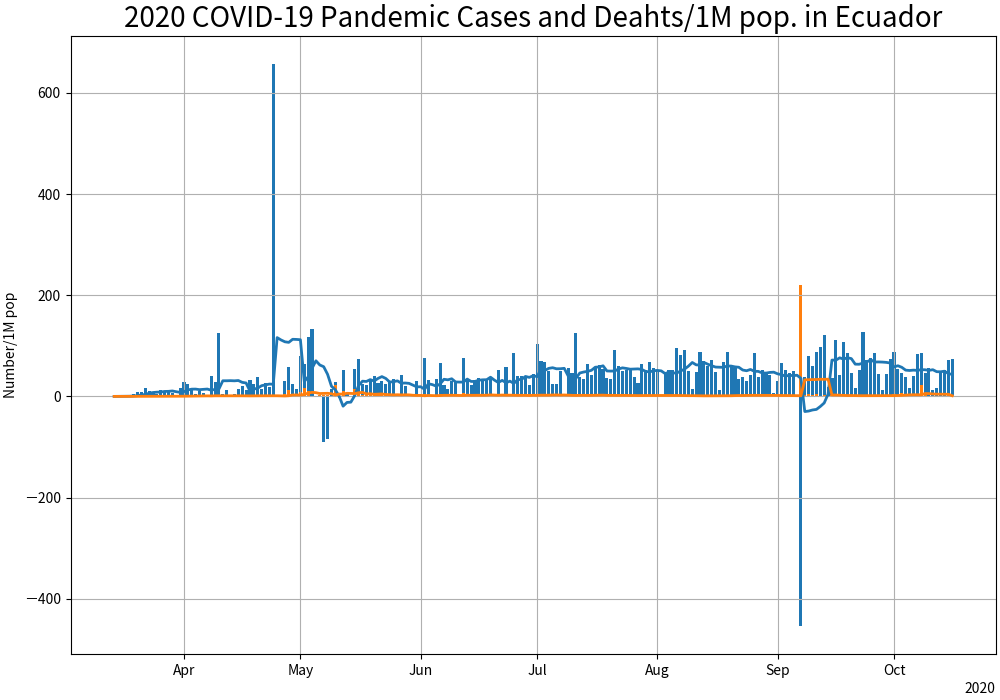 2020 COVID-19 Pandemic Cases and Deahts/1M pop. in Ecuador
Number/1M pop
600
400
200
0
−200
−400
Apr May Jun Jul Aug Sep Oct
2020